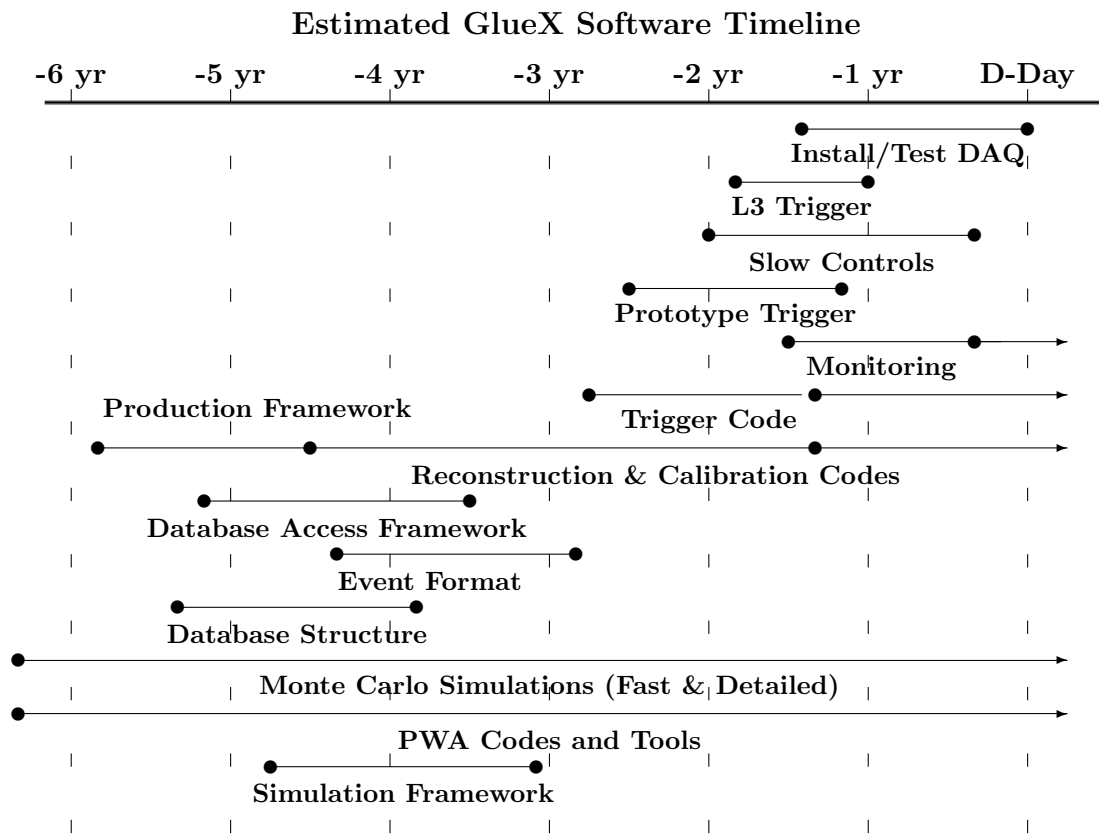 Estimated GlueX Software Timeline
-6 yr -5 yr -4 yr -3 yr -2 yr -1 yr D-Day
Install/Test DAQ
L3 Trigger
Slow Controls
Prototype Trigger
Monitoring
Production Framework
Trigger Code
Reconstruction & Calibration Codes
Database Access Framework
Event Format
Database Structure
Monte Carlo Simulations (Fast & Detailed)
PWA Codes and Tools
Simulation Framework